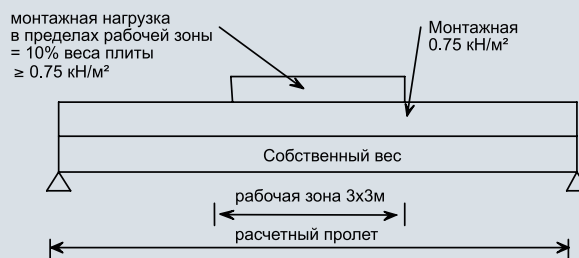 монтажная нагрузка
в пределах рабочей зоны
= 10% веса плиты
≥ 0.75 кН/м²
Монтажная
0.75 кН/м²
Собственный вес
рабочая зона 3х3м
расчетный пролет